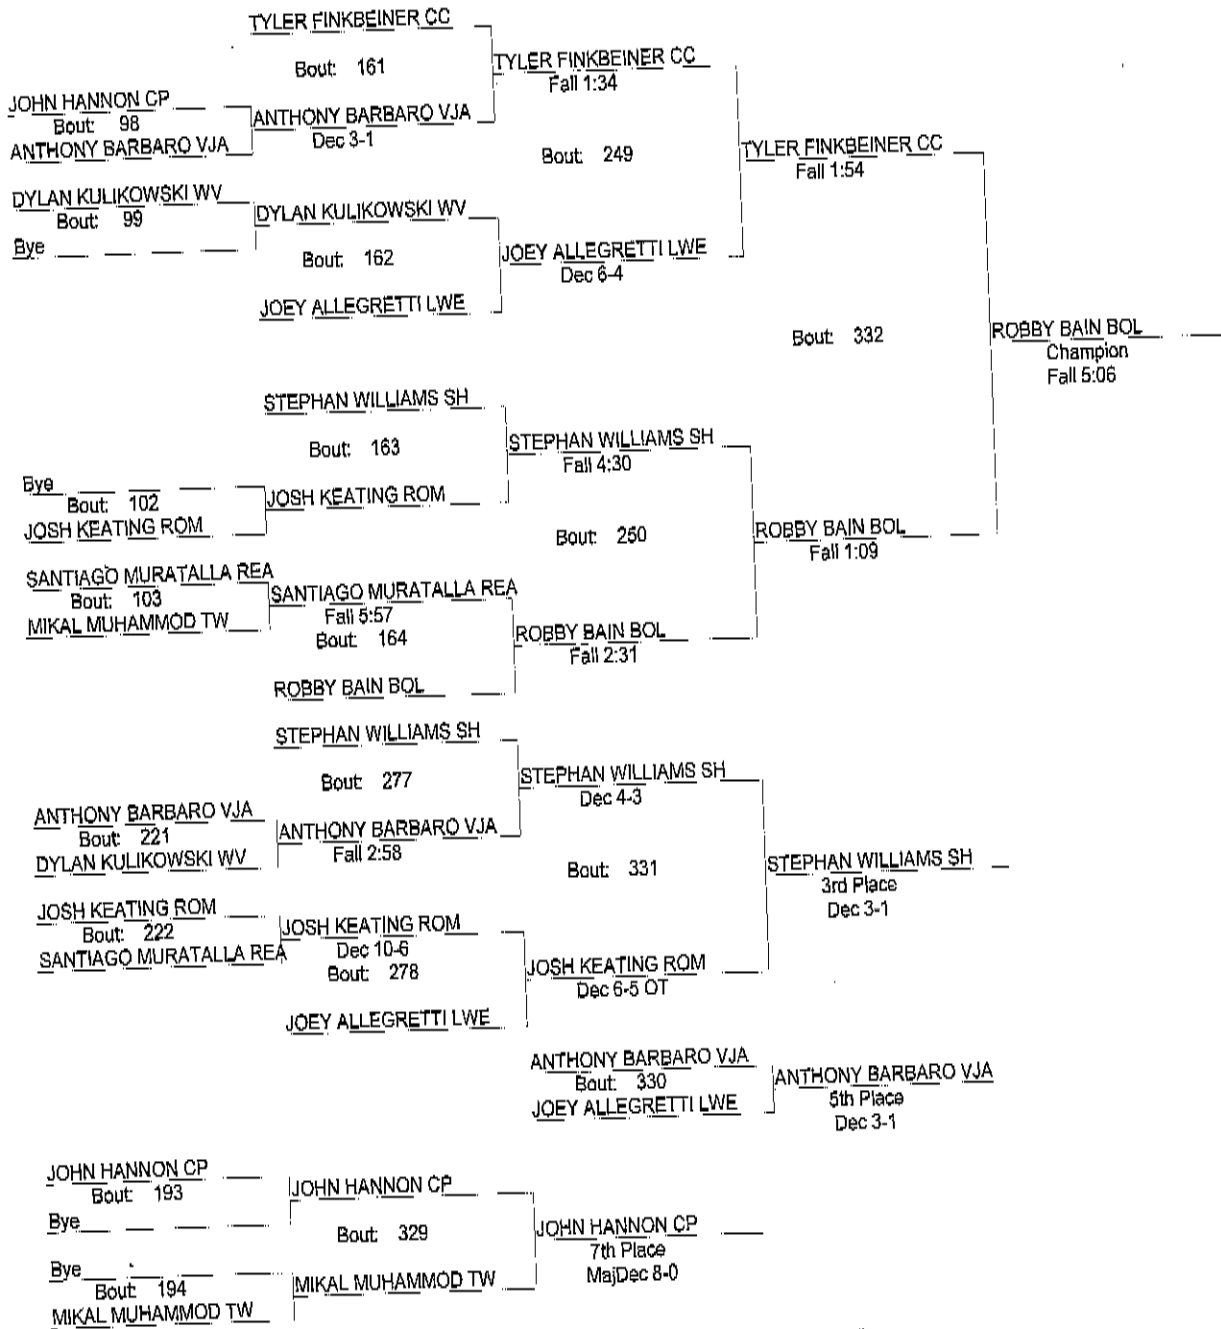 TYLER FINKBEINER CC
Bout: 161
TYLER FINKBEINER CC
Fall 1:34
JOHN HANNON CP
Bout: 98
ANTHONY BARBARO VJA
ANTHONY BARBARO VJA
Dec 3-1
Bout: 249
TYLER FINKBEINER CC
Fall 1:54
DYLAN KULIKOWSKI WV
Bout: 99
Bye
DYLAN KULIKOWSKI WV
Bout: 162
JOEY ALLEGRETTI LWE
Dec 6-4
JOEY ALLEGRETTI LWE
Bout: 332
ROBBY BAIN BOL
Champion
Fall 5:06
STEPHAN WILLIAMS SH
Bout: 163
STEPHAN WILLIAMS SH
Fall 4:30
Bye
Bout: 102
JOSH KEATING ROM
JOSH KEATING ROM
Bout: 250
ROBBY BAIN BOL
Fall 1:09
SANTIAGO MURATALLA REA
Bout: 103
MIKAL MUHAMMOD TW
SANTIAGO MURATALLA REA
Fall 5:57
Bout: 164
ROBBY BAIN BOL
Fall 2:31
ROBBY BAIN BOL
STEPHAN WILLIAMS SH
Bout: 277
STEPHAN WILLIAMS SH
Dec 4-3
ANTHONY BARBARO VJA
Bout: 221
DYLAN KULIKOWSKI WV
ANTHONY BARBARO VJA
Fall 2:58
Bout: 331
STEPHAN WILLIAMS SH
3rd Place
Dec 3-1
JOSH KEATING ROM
Bout: 222
SANTIAGO MURATALLA REA
JOSH KEATING ROM
Dec 10-6
Bout: 278
JOSH KEATING ROM
Dec 6-5 OT
JOEY ALLEGRETTI LWE
ANTHONY BARBARO VJA
Bout: 330
JOEY ALLEGRETTI LWE
ANTHONY BARBARO VJA
5th Place
Dec 3-1
JOHN HANNON CP
Bout: 193
Bye
JOHN HANNON CP
Bout: 329
JOHN HANNON CP
7th Place
MajDec 8-0
Bye
Bout: 194
MIKAL MUHAMMOD TW
MIKAL MUHAMMOD TW